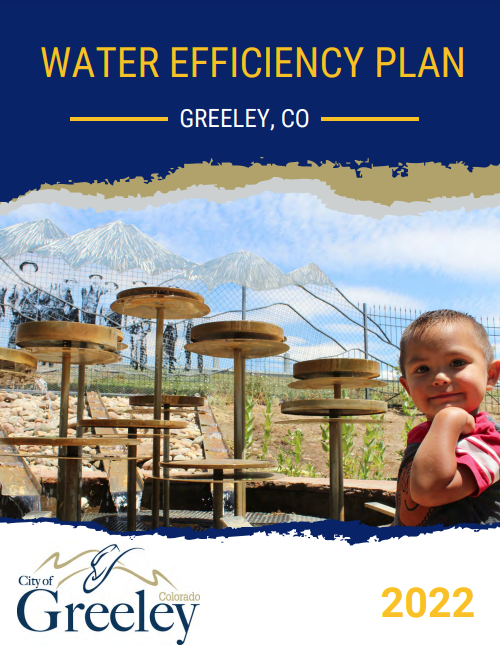 WATER EFFICIENCY PLAN
GREELEY, CO
City of
Greeley
Colorado
2022